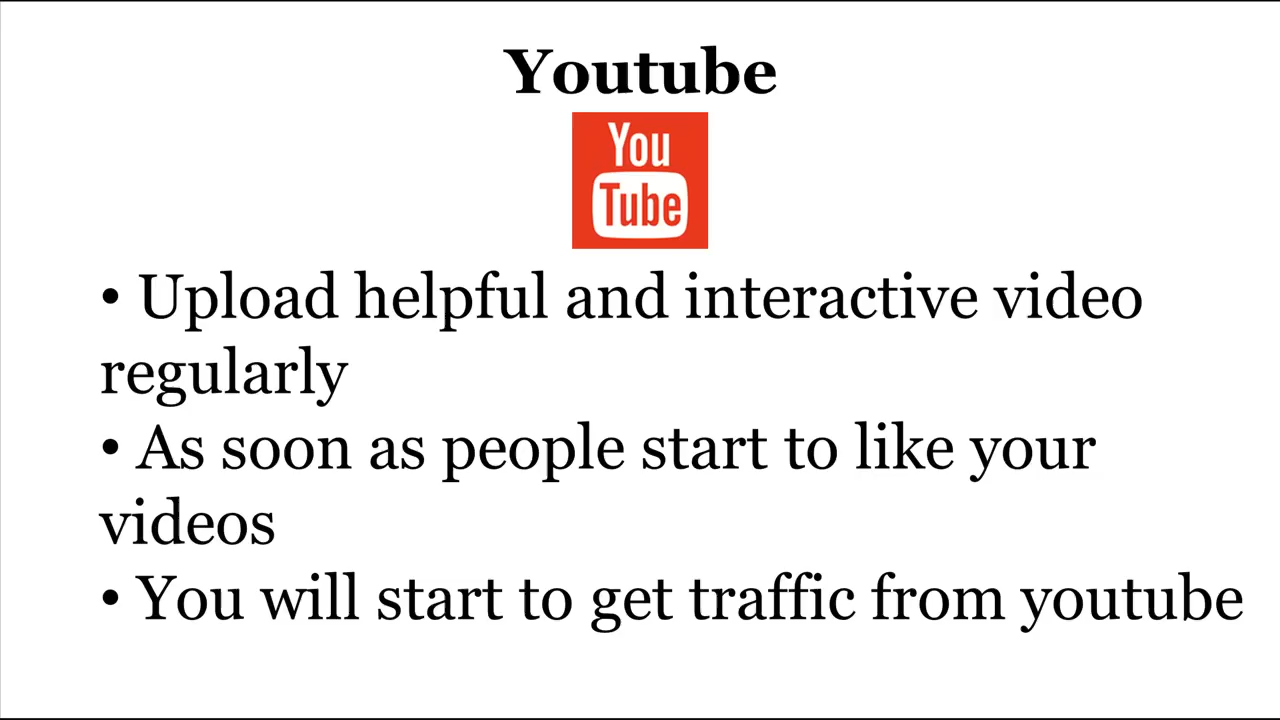 Youtube
You
Tube
• Upload helpful and interactive video
regularly
• As soon as people start to like your
videos
• You will start to get traffic from youtube